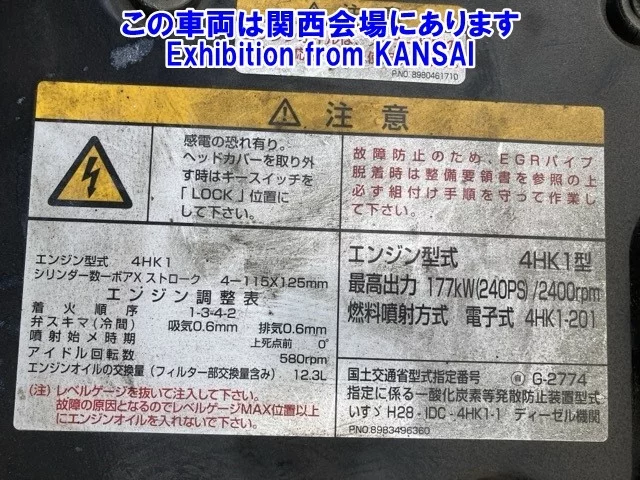 この車両は関西会場にあります
Exhibition from KANSAI
P.NO. 8980461710
注意
感電の恐れ有り。
ヘッドカバーを取り外
す時はキースイッチを
「LOCK」位置に
して下さい。
故障防止のため、EGRパイプ
脱着時は整備要領書を参照の上
必ず組付け手順を守って作業し
て下さい。
エンジン型式 4HK1
シリンダー数ーボアX ストローク 4－115X125mm
エンジン調整表
着火順序 1-3-4-2
弁スキマ(冷間) 吸気0.6mm 排気0.6mm
噴射始メ時期 上死点前 0°
アイドル回転数 580rpm
エンジンオイルの交換量(フィルター部交換量含み) 12.3L
(注) レベルゲージを抜いて注入して下さい。
故障の原因となるのでレベルゲージMAX位置以上
にエンジンオイルを入れないで下さい。
エンジン型式 4HK1型
最高出力 177kW(240PS)/2400rpm
燃料噴射方式 電子式 4HK1-201
国土交通省型式指定番号 G-2774
指定に係る一酸化炭素等発散防止装置型式
いすゞ H28-IDC-4HK1-1 ディーゼル機関
P.NO.8983496360